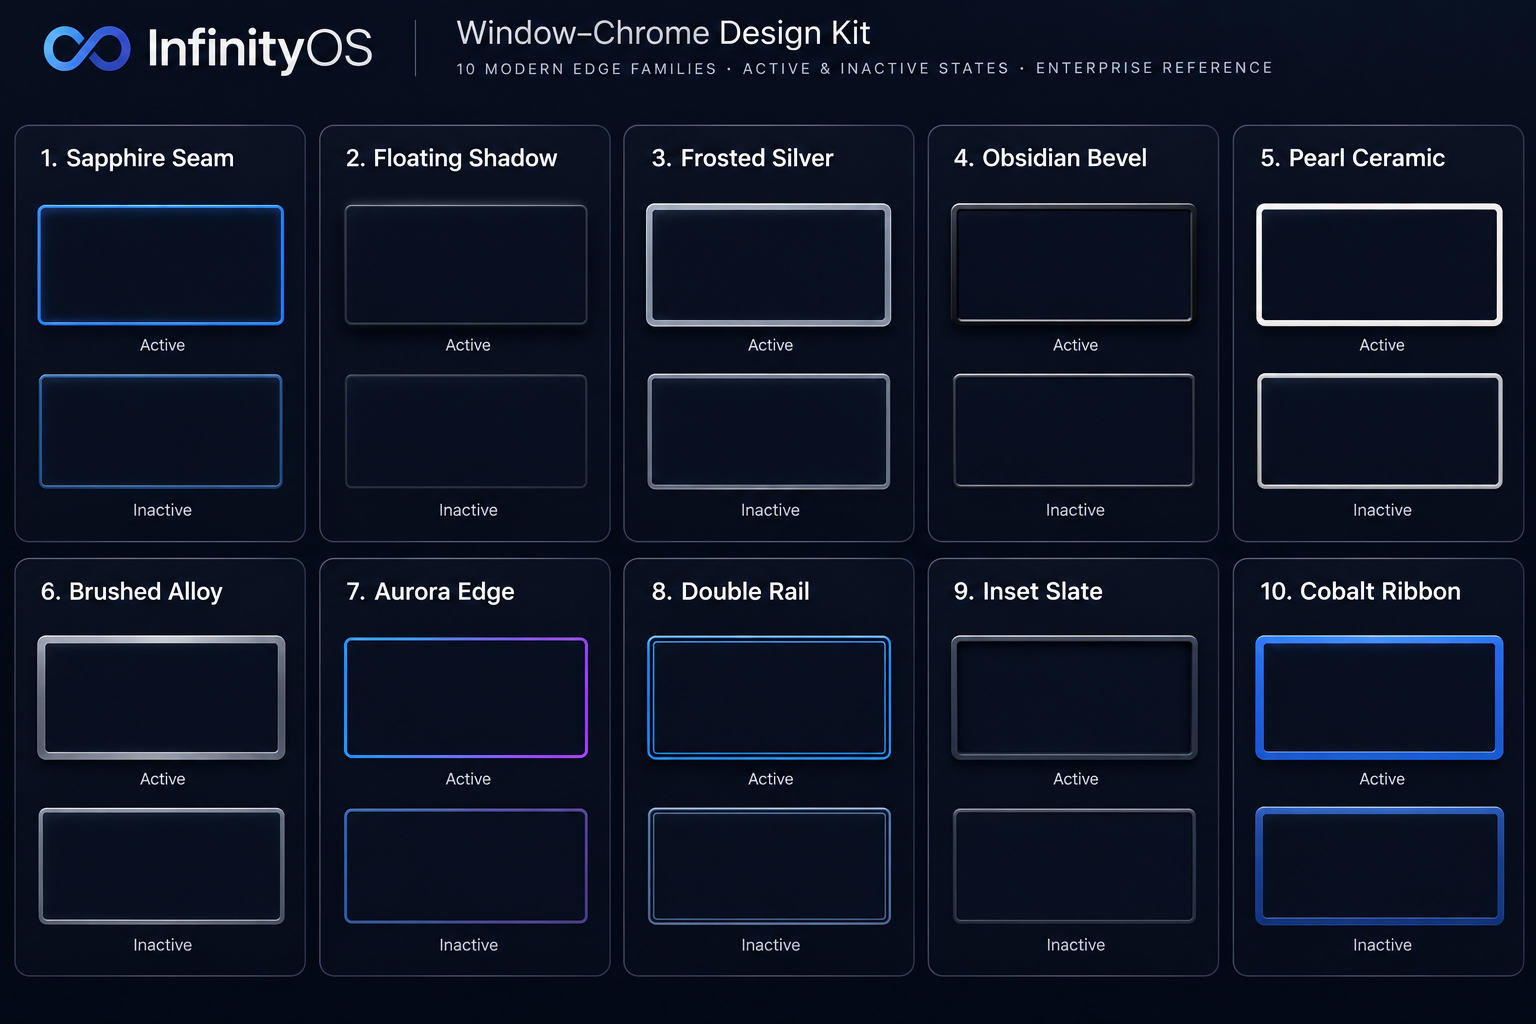 InfinityOS
Window–Chrome Design Kit
10 MODERN EDGE FAMILIES · ACTIVE & INACTIVE STATES · ENTERPRISE REFERENCE
1. Sapphire Seam
Active
Inactive
2. Floating Shadow
Active
Inactive
3. Frosted Silver
Active
Inactive
4. Obsidian Bevel
Active
Inactive
5. Pearl Ceramic
Active
Inactive
6. Brushed Alloy
Active
Inactive
7. Aurora Edge
Active
Inactive
8. Double Rail
Active
Inactive
9. Inset Slate
Active
Inactive
10. Cobalt Ribbon
Active
Inactive